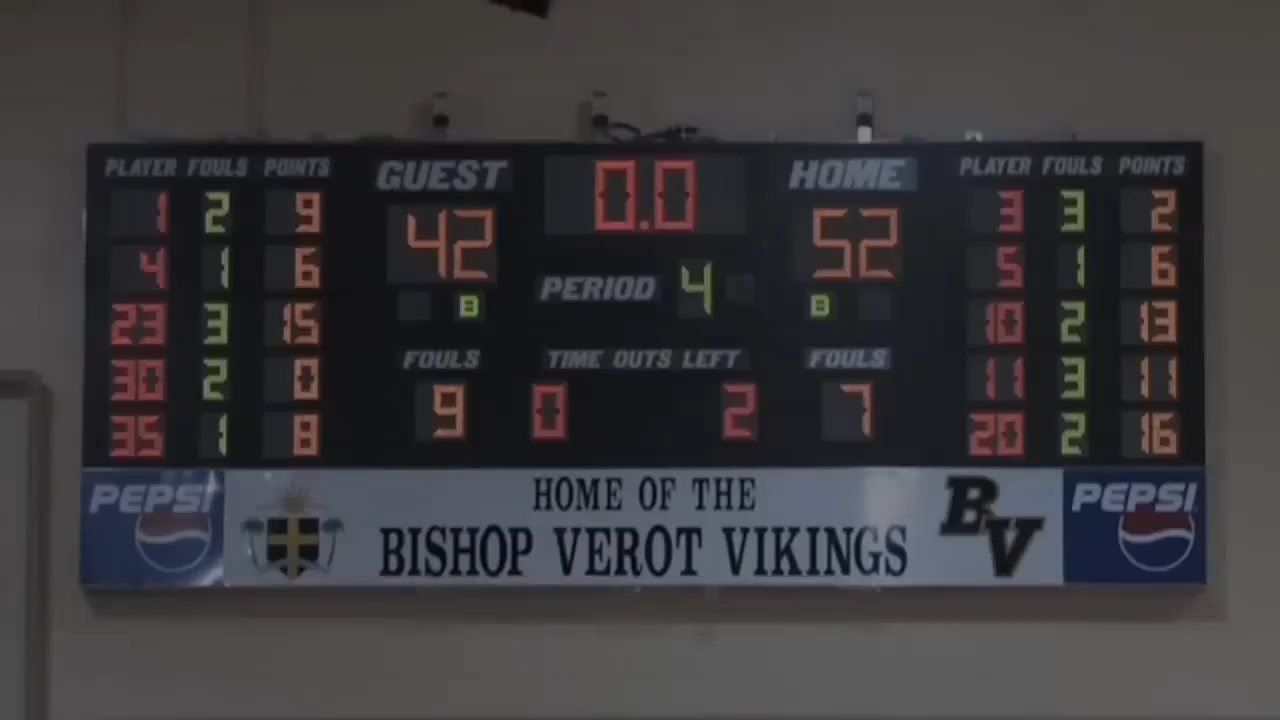 PLAYER FOULS POINTS GUEST 0.0 HOME PLAYER FOULS POINTS
1 2 9 42 52 3 3 2
4 1 6 PERIOD 4 5 1 6
23 3 15 B B 10 2 13
30 2 0 FOULS TIME OUTS LEFT FOULS 11 3 11
35 1 8 9 0 2 7 20 2 16
PEPSI HOME OF THE BV PEPSI
BISHOP VEROT VIKINGS